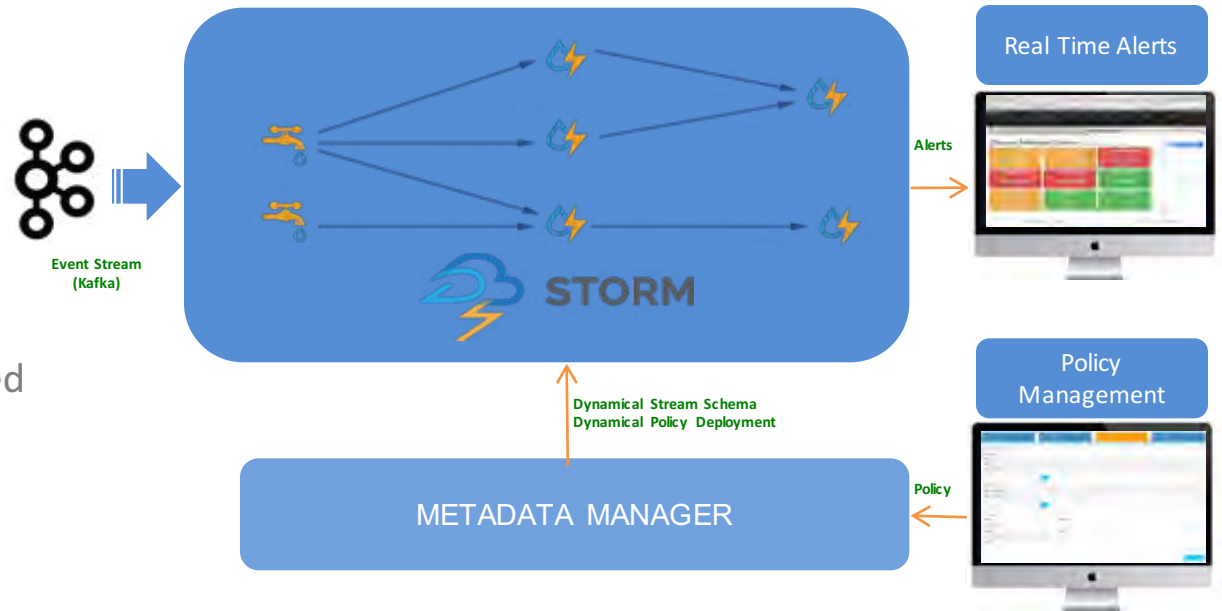 Real Time Alerts
Alerts
Event Stream
(Kafka)
STORM
ed
Policy
Management
Dynamical Stream Schema
Dynamical Policy Deployment
METADATA MANAGER
Policy